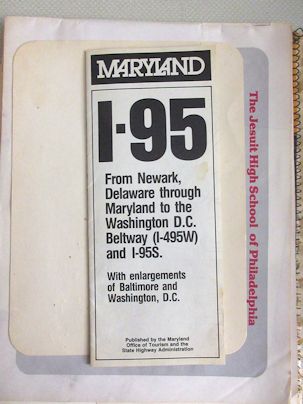 MARYLAND
I-95
From Newark,
Delaware through
Maryland to the
Washington D.C.
Beltway (I-495W)
and I-95S.
With enlargements
of Baltimore and
Washington, D.C.
Published by the Maryland
Office of Tourism and the
State Highway Administration
The Jesuit High School of Philadelphia